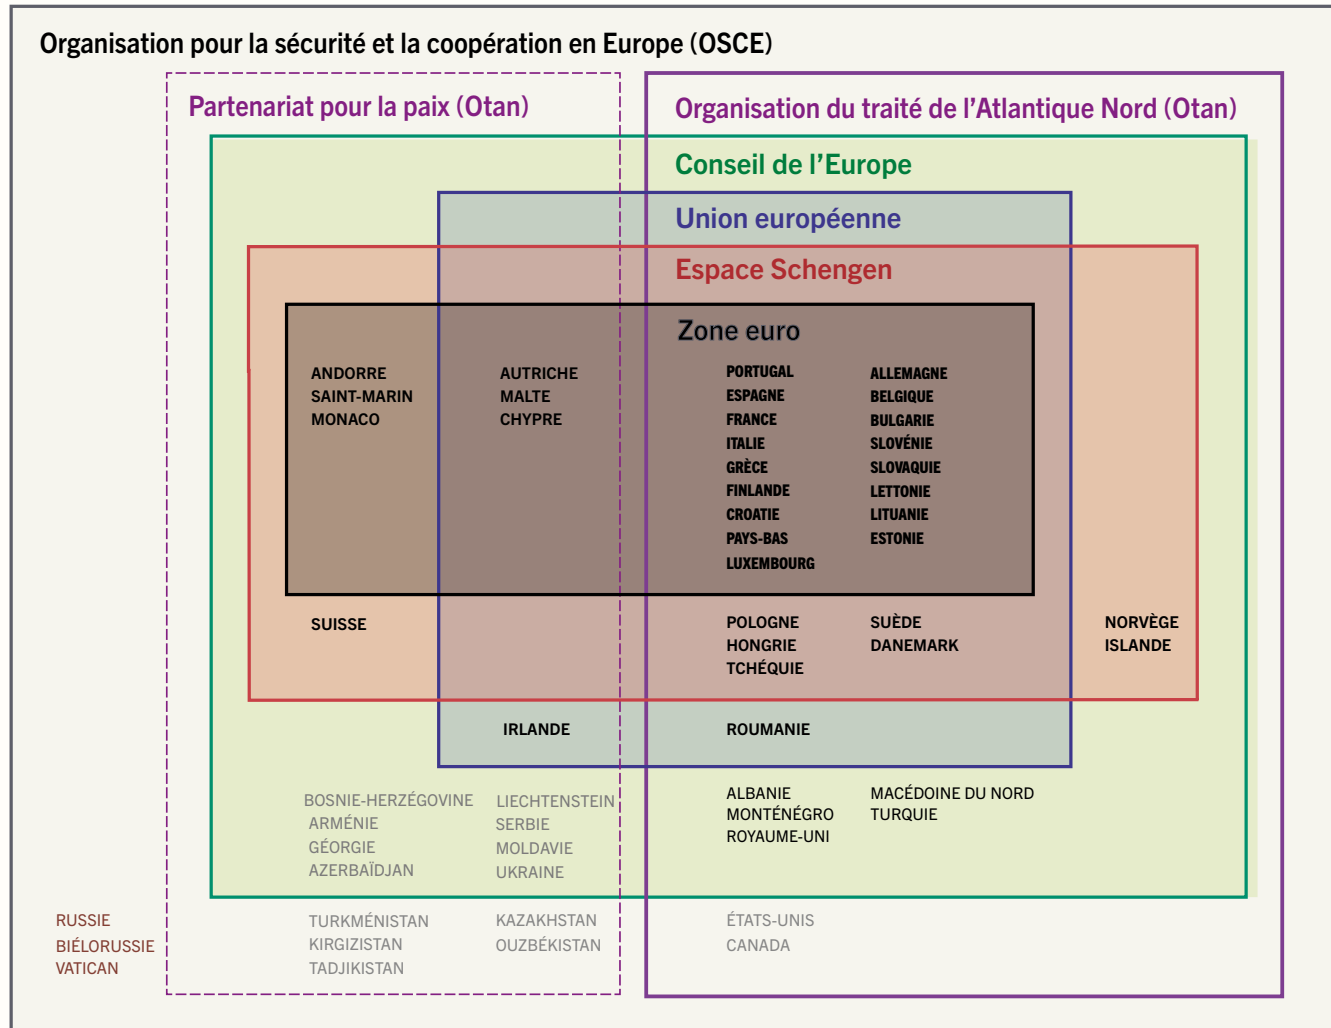 Organisation pour la sécurité et la coopération en Europe (OSCE)
Partenariat pour la paix (Otan)
Organisation du traité de l'Atlantique Nord (Otan)
Conseil de l'Europe
Union européenne
Espace Schengen
Zone euro
ANDORRE
SAINT-MARIN
MONACO
AUTRICHE
MALTE
CHYPRE
PORTUGAL
ESPAGNE
FRANCE
ITALIE
GRÈCE
FINLANDE
CROATIE
PAYS-BAS
LUXEMBOURG
ALLEMAGNE
BELGIQUE
BULGARIE
SLOVÉNIE
SLOVAQUIE
LETTONIE
LITUANIE
ESTONIE
SUISSE
POLOGNE
HONGRIE
TCHÉQUIE
SUÈDE
DANEMARK
NORVÈGE
ISLANDE
IRLANDE
ROUMANIE
BOSNIE-HERZÉGOVINE
ARMÉNIE
GÉORGIE
AZERBAÏDJAN
LIECHTENSTEIN
SERBIE
MOLDAVIE
UKRAINE
ALBANIE
MONTÉNÉGRO
ROYAUME-UNI
MACÉDOINE DU NORD
TURQUIE
RUSSIE
BIÉLORUSSIE
VATICAN
TURKMÉNISTAN
KIRGIZISTAN
TADJIKISTAN
KAZAKHSTAN
OUZBÉKISTAN
ÉTATS-UNIS
CANADA